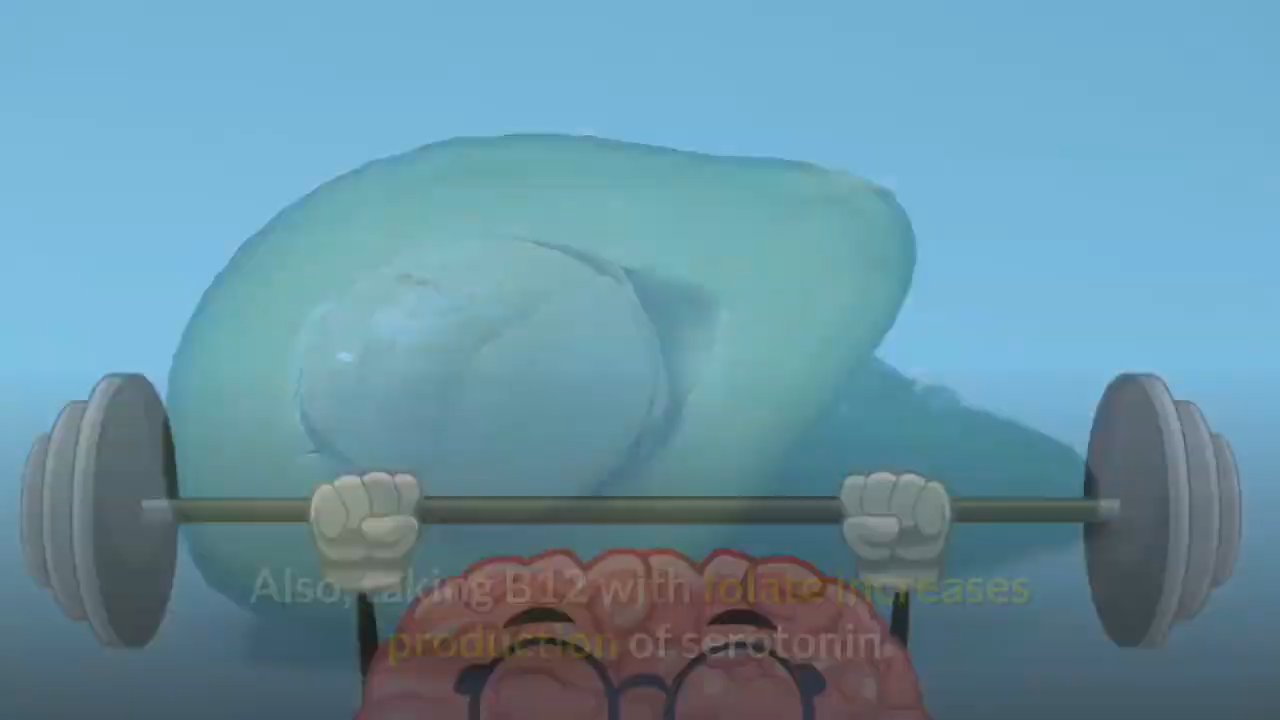 Also, taking B12 with folate increases
production of serotonin.